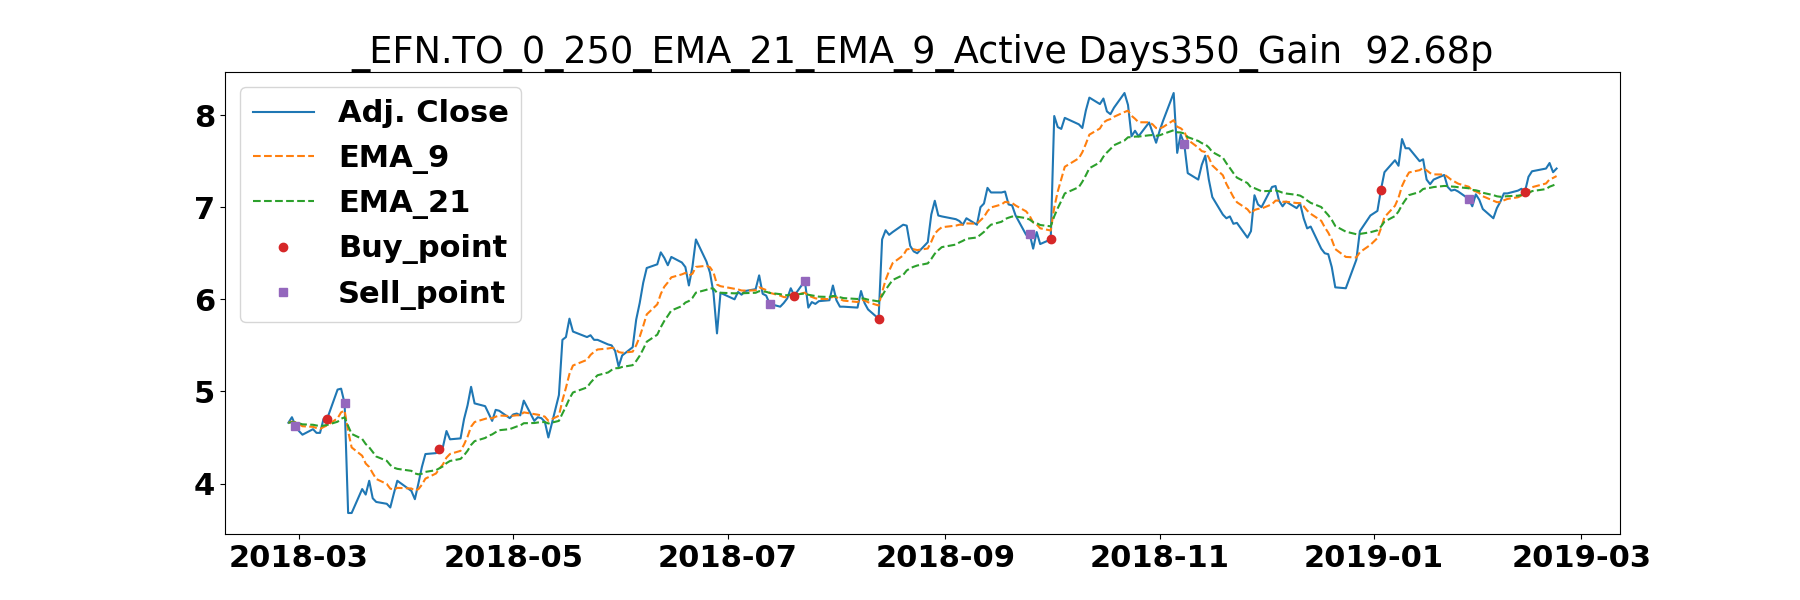 _EFN.TO_0_250_EMA_21_EMA_9_Active Days350_Gain  92.68p
Adj. Close
EMA_9
EMA_21
Buy_point
Sell_point
8
7
6
5
4
2018-03 2018-05 2018-07 2018-09 2018-11 2019-01 2019-03